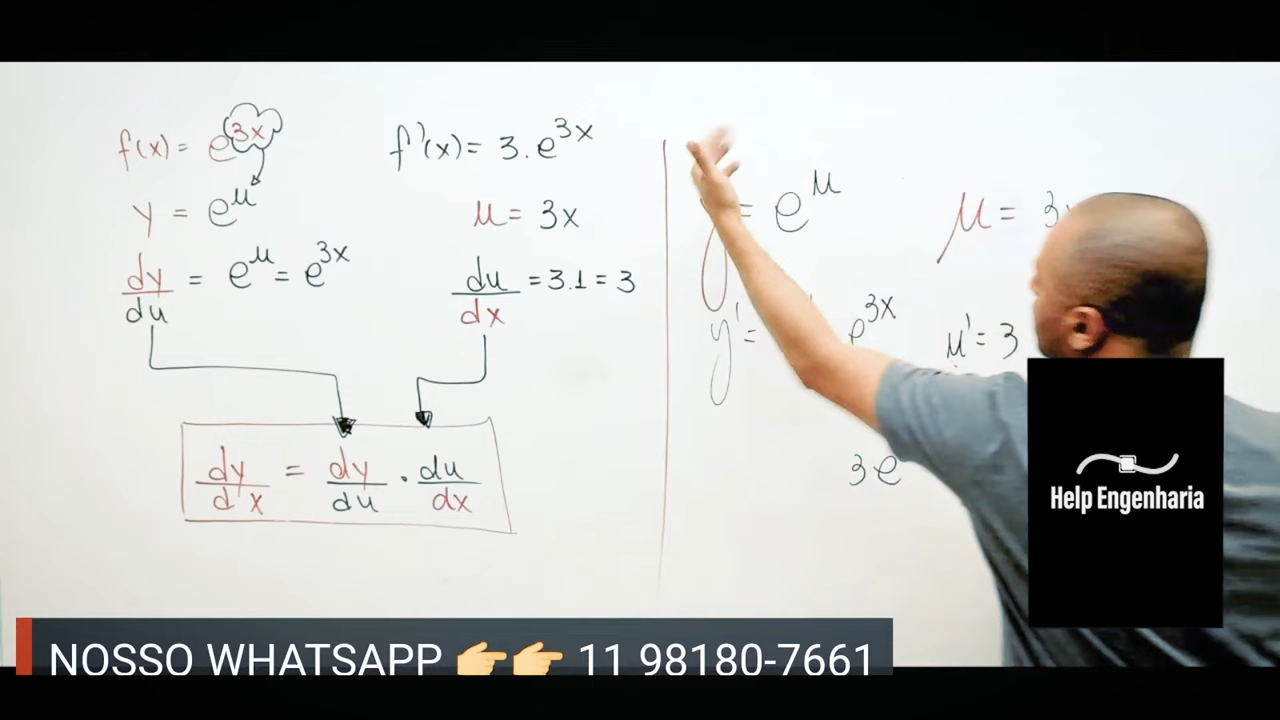 f(x) = e^{3x}
f'(x) = 3.e^{3x}
y = e^μ
μ = 3x
dy/du = e^μ = e^{3x}
du/dx = 3.1 = 3
dy/dx = dy/du · du/dx
= e^μ
μ = 3
y' =
e^{3x}
μ' = 3
3e
Help Engenharia
NOSSO WHATSAPP 👉👉 11 98180-7661